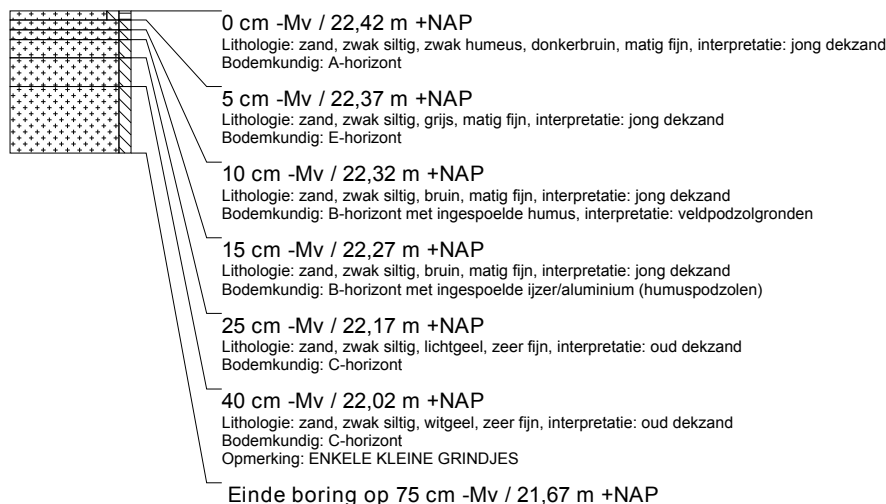 0 cm -Mv / 22,42 m +NAP
Lithologie: zand, zwak siltig, zwak humeus, donkerbruin, matig fijn, interpretatie: jong dekzand
Bodemkundig: A-horizont
5 cm -Mv / 22,37 m +NAP
Lithologie: zand, zwak siltig, grijs, matig fijn, interpretatie: jong dekzand
Bodemkundig: E-horizont
10 cm -Mv / 22,32 m +NAP
Lithologie: zand, zwak siltig, bruin, matig fijn, interpretatie: jong dekzand
Bodemkundig: B-horizont met ingespoelde humus, interpretatie: veldpodzolgronden
15 cm -Mv / 22,27 m +NAP
Lithologie: zand, zwak siltig, bruin, matig fijn, interpretatie: jong dekzand
Bodemkundig: B-horizont met ingespoelde ijzer/aluminium (humuspodzolen)
25 cm -Mv / 22,17 m +NAP
Lithologie: zand, zwak siltig, lichtgeel, zeer fijn, interpretatie: oud dekzand
Bodemkundig: C-horizont
40 cm -Mv / 22,02 m +NAP
Lithologie: zand, zwak siltig, witgeel, zeer fijn, interpretatie: oud dekzand
Bodemkundig: C-horizont
Opmerking: ENKELE KLEINE GRINDJES
Einde boring op 75 cm -Mv / 21,67 m +NAP